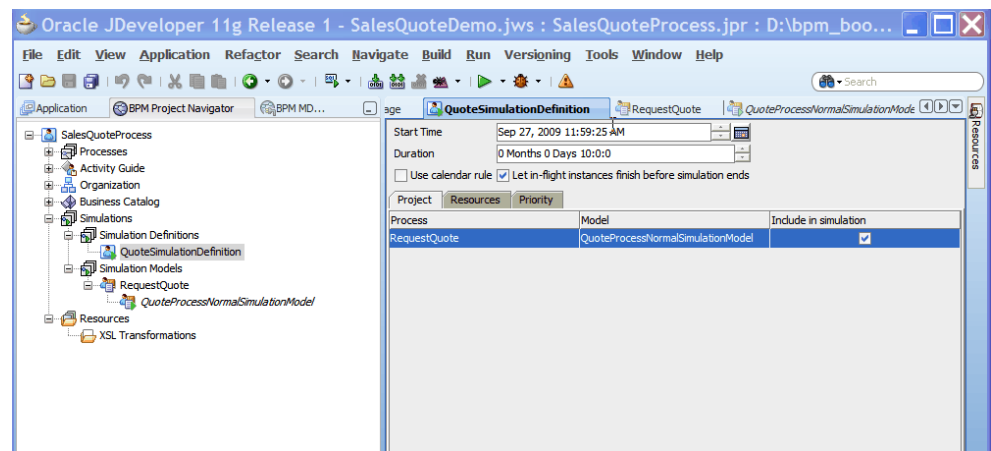 Oracle JDeveloper 11g Release 1 - SalesQuoteDemo.jws : SalesQuoteProcess.jpr : D:\bpm_boo...
File Edit View Application Refactor Search Navigate Build Run Versioning Tools Window Help
Search
Application BPM Project Navigator BPM MD...
age QuoteSimulationDefinition RequestQuote QuoteProcessNormalSimulationMode
Resources
SalesQuoteProcess
Processes
Activity Guide
Organization
Business Catalog
Simulations
Simulation Definitions
QuoteSimulationDefinition
Simulation Models
RequestQuote
QuoteProcessNormalSimulationModel
Resources
XSL Transformations
Start Time Sep 27, 2009 11:59:25 AM
Duration 0 Months 0 Days 10:0:0
Use calendar rule Let in-flight instances finish before simulation ends
Project Resources Priority
Process Model Include in simulation
RequestQuote QuoteProcessNormalSimulationModel